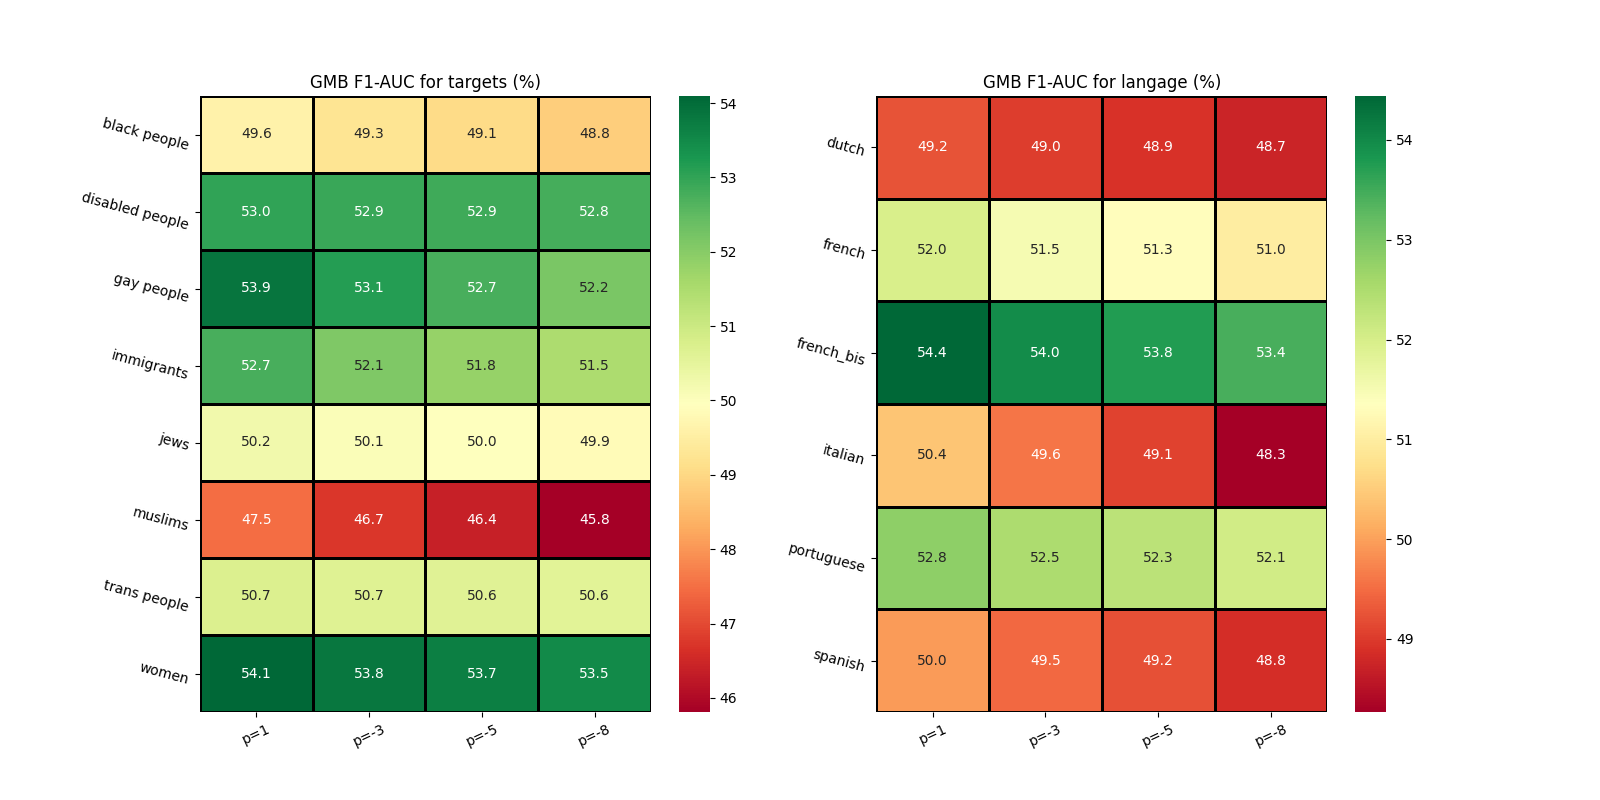 GMB F1-AUC for targets (%)
black people 49.6 49.3 49.1 48.8
disabled people 53.0 52.9 52.9 52.8
gay people 53.9 53.1 52.7 52.2
immigrants 52.7 52.1 51.8 51.5
jews 50.2 50.1 50.0 49.9
muslims 47.5 46.7 46.4 45.8
trans people 50.7 50.7 50.6 50.6
women 54.1 53.8 53.7 53.5
p=1 p=-3 p=-5 p=-8
54
53
52
51
50
49
48
47
46
GMB F1-AUC for langage (%)
dutch 49.2 49.0 48.9 48.7
french 52.0 51.5 51.3 51.0
french_bis 54.4 54.0 53.8 53.4
italian 50.4 49.6 49.1 48.3
portuguese 52.8 52.5 52.3 52.1
spanish 50.0 49.5 49.2 48.8
p=1 p=-3 p=-5 p=-8
54
53
52
51
50
49